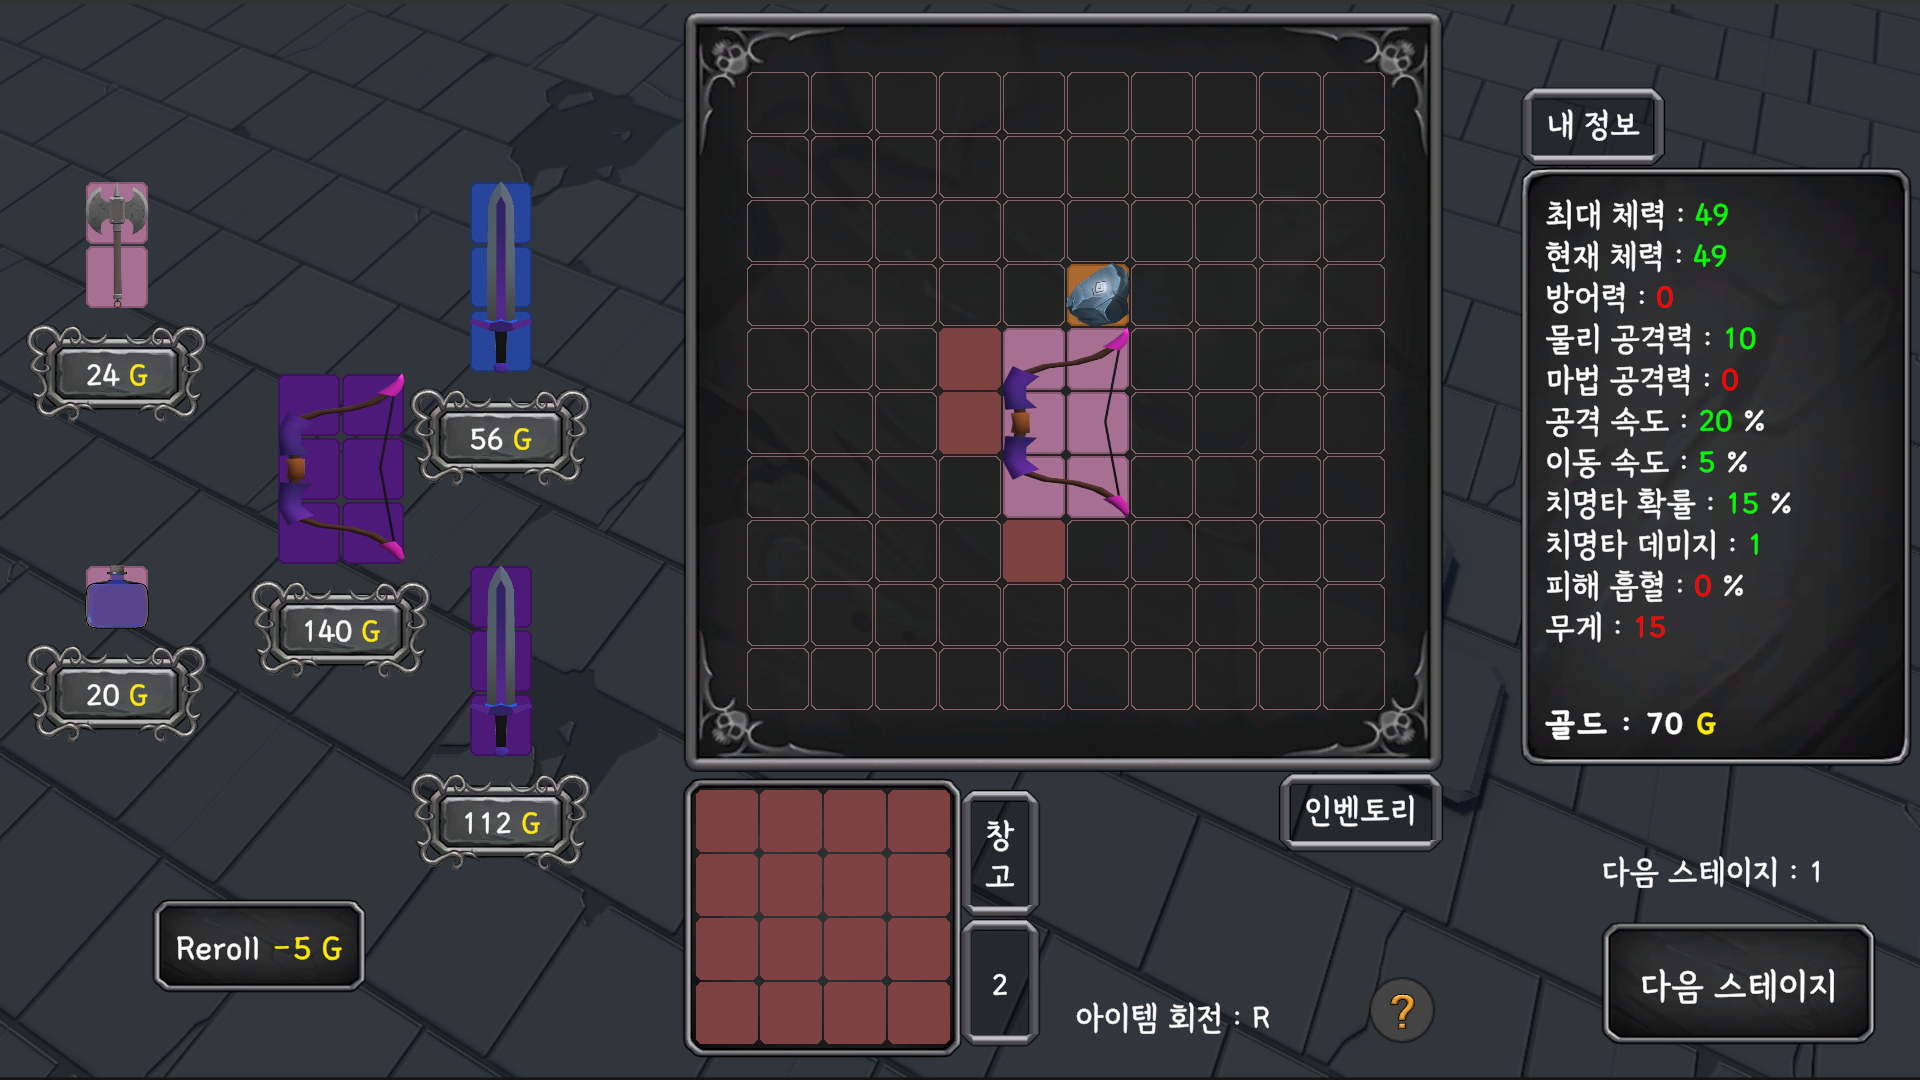 24 G
56 G
140 G
20 G
112 G
Reroll -5 G
창
고
2
인벤토리
아이템 회전 : R
?
내 정보
최대 체력 : 49
현재 체력 : 49
방어력 : 0
물리 공격력 : 10
마법 공격력 : 0
공격 속도 : 20 %
이동 속도 : 5 %
치명타 확률 : 15 %
치명타 데미지 : 1
피해 흡혈 : 0 %
무게 : 15
골드 : 70 G
다음 스테이지 : 1
다음 스테이지